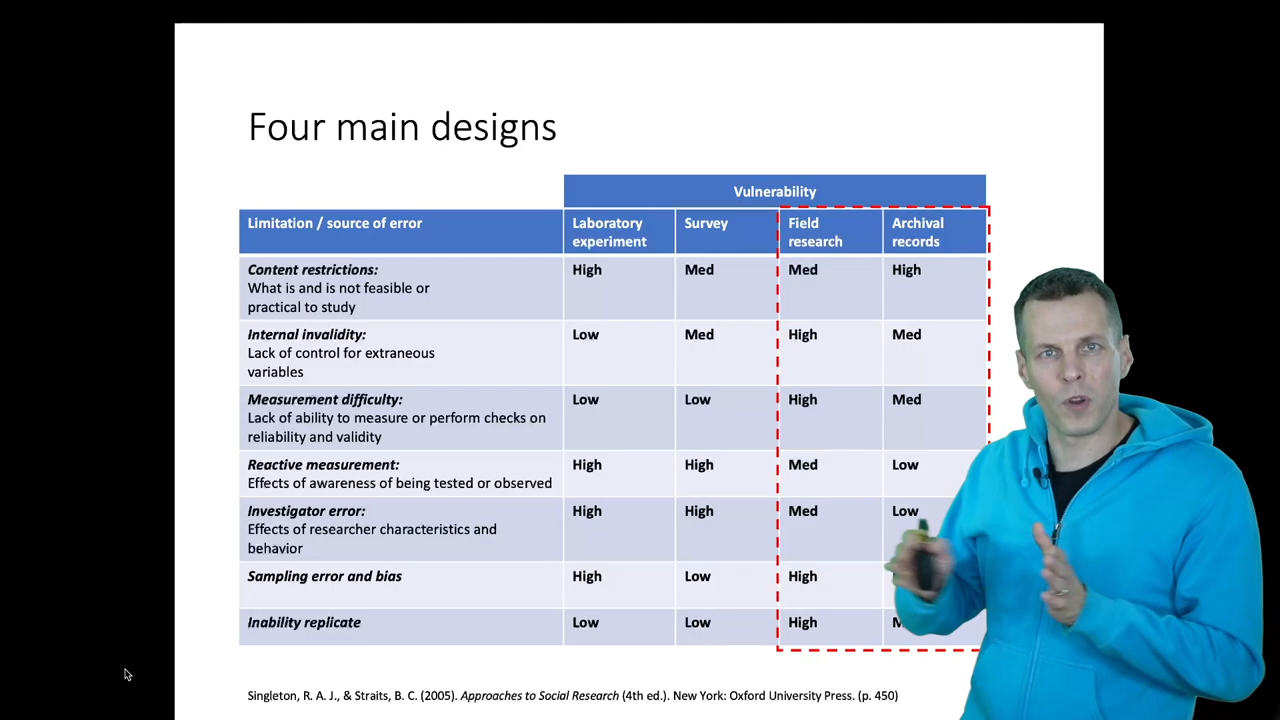 Four main designs
Vulnerability
Limitation / source of error
Laboratory
experiment
Survey
Field
research
Archival
records
Content restrictions:
What is and is not feasible or
practical to study
High
Med
Med
High
Internal invalidity:
Lack of control for extraneous
variables
Low
Med
High
Med
Measurement difficulty:
Lack of ability to measure or perform checks on
reliability and validity
Low
Low
High
Med
Reactive measurement:
Effects of awareness of being tested or observed
High
High
Med
Low
Investigator error:
Effects of researcher characteristics and
behavior
High
High
Med
Low
Sampling error and bias
High
Low
High
Inability replicate
Low
Low
High
Singleton, R. A. J., & Straits, B. C. (2005). Approaches to Social Research (4th ed.). New York: Oxford University Press. (p. 450)